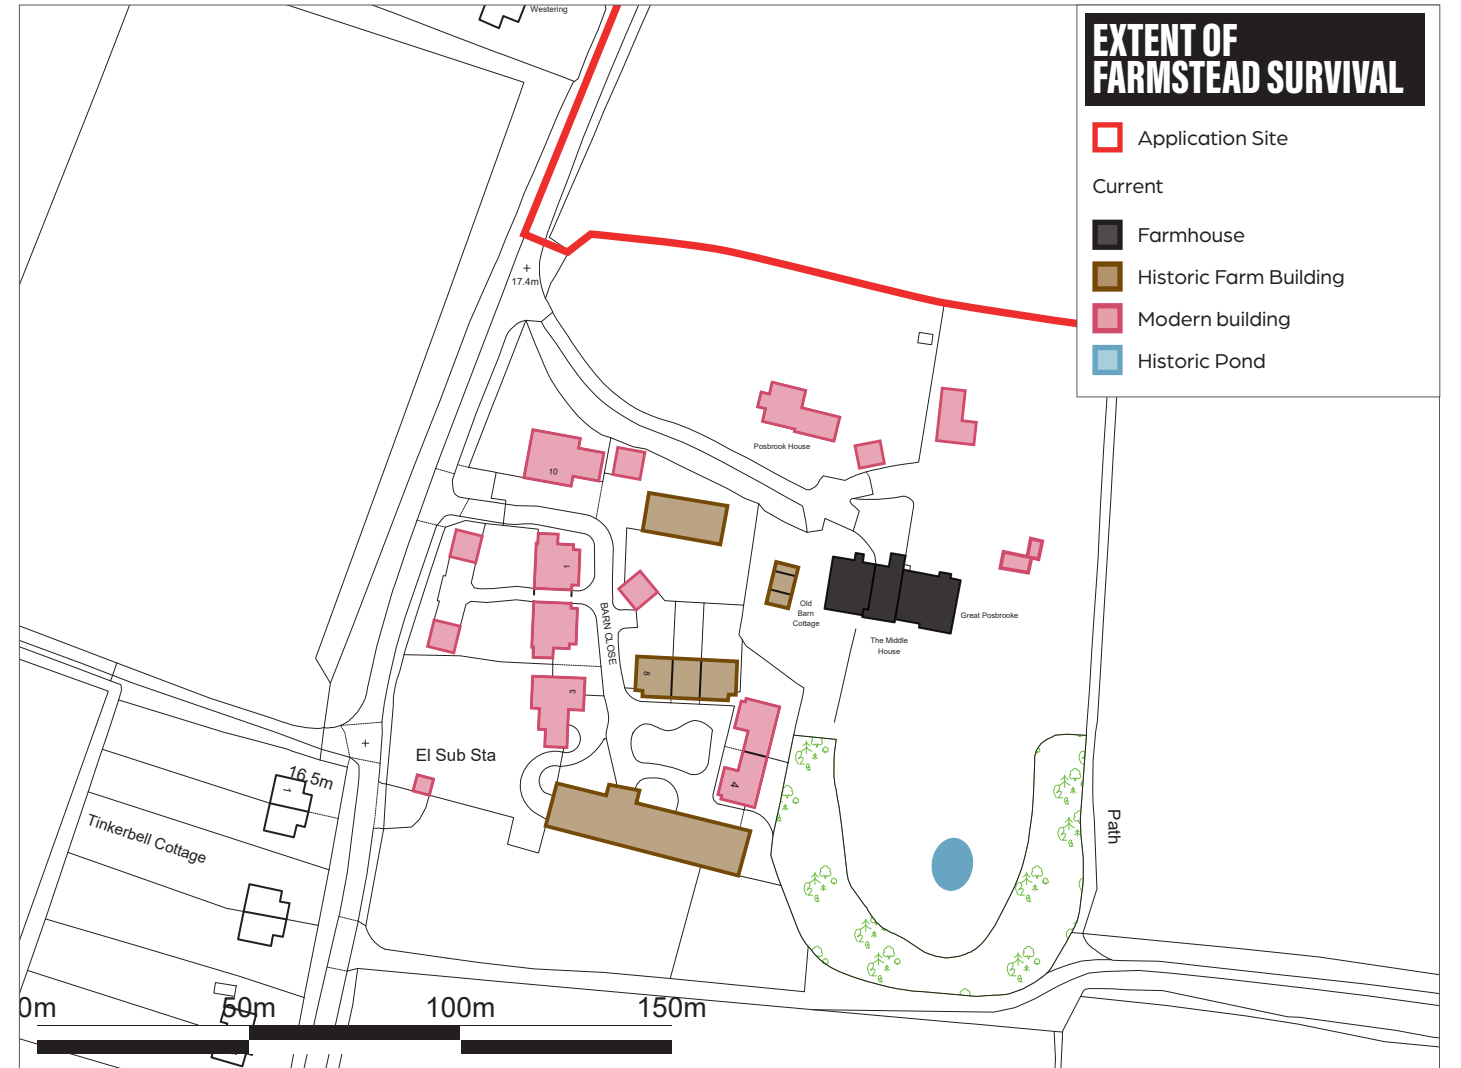 Westering
EXTENT OF
FARMSTEAD SURVIVAL
Application Site
Current
Farmhouse
Historic Farm Building
Modern building
Historic Pond
17.4m
Posbrook House
10
1
BARN CLOSE
Old
Barn
Cottage
Great Posbrooke
The Middle
House
8
3
El Sub Sta
4
16.5m
1
Tinkerbell Cottage
Path
0m
50m
100m
150m